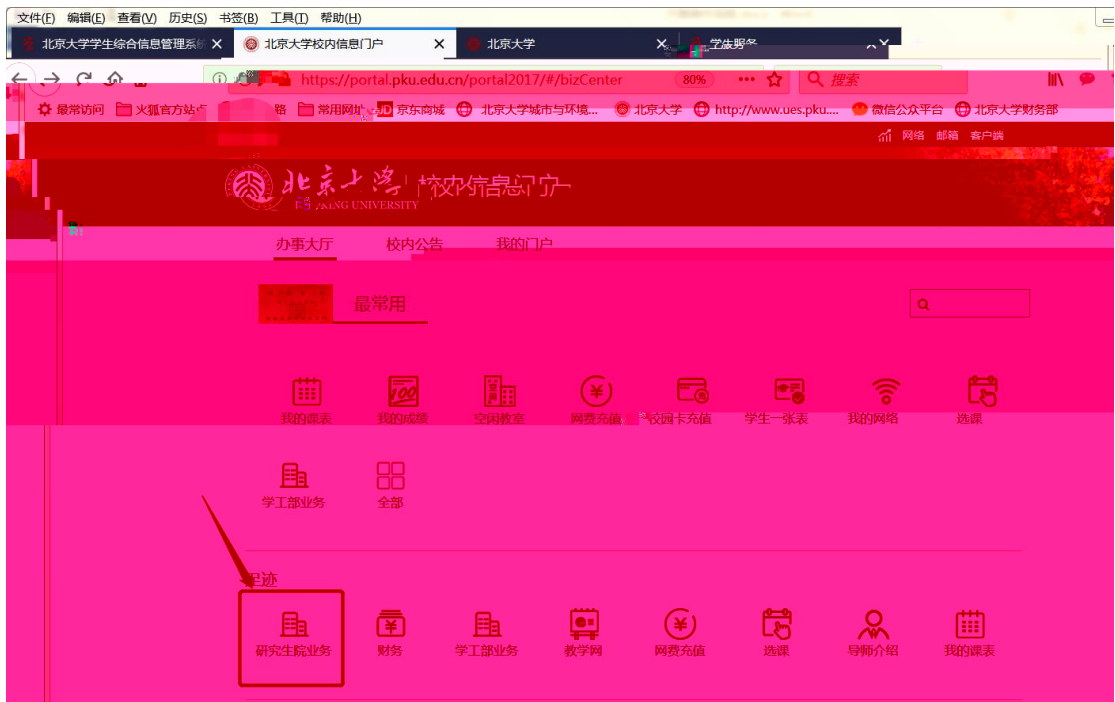 文件(F) 编辑(E) 查看(V) 历史(S) 书签(B) 工具(T) 帮助(H)
北京大学学生综合信息管理系统 北京大学校内信息门户 北京大学
https://portal.pku.edu.cn/portal2017/#/bizCenter 80% 搜索
最常访问 火狐官方站点 常用网址 JD 京东商城 北京大学城市与环境... 北京大学 http://www.ues.pku.... 微信公众平台 北京大学财务部
网络 邮箱 客户端
北京大学 校内信息门户
UNIVERSITY
办事大厅 校内公告 我的门户
最常用
我的课表 我的成绩 空闲教室 网费充值 校园卡充值 学生一张表 我的网络 选课
学工部业务 全部
足迹
研究生院业务 财务 学工部业务 教学网 网费充值 选课 导师介绍 我的课表